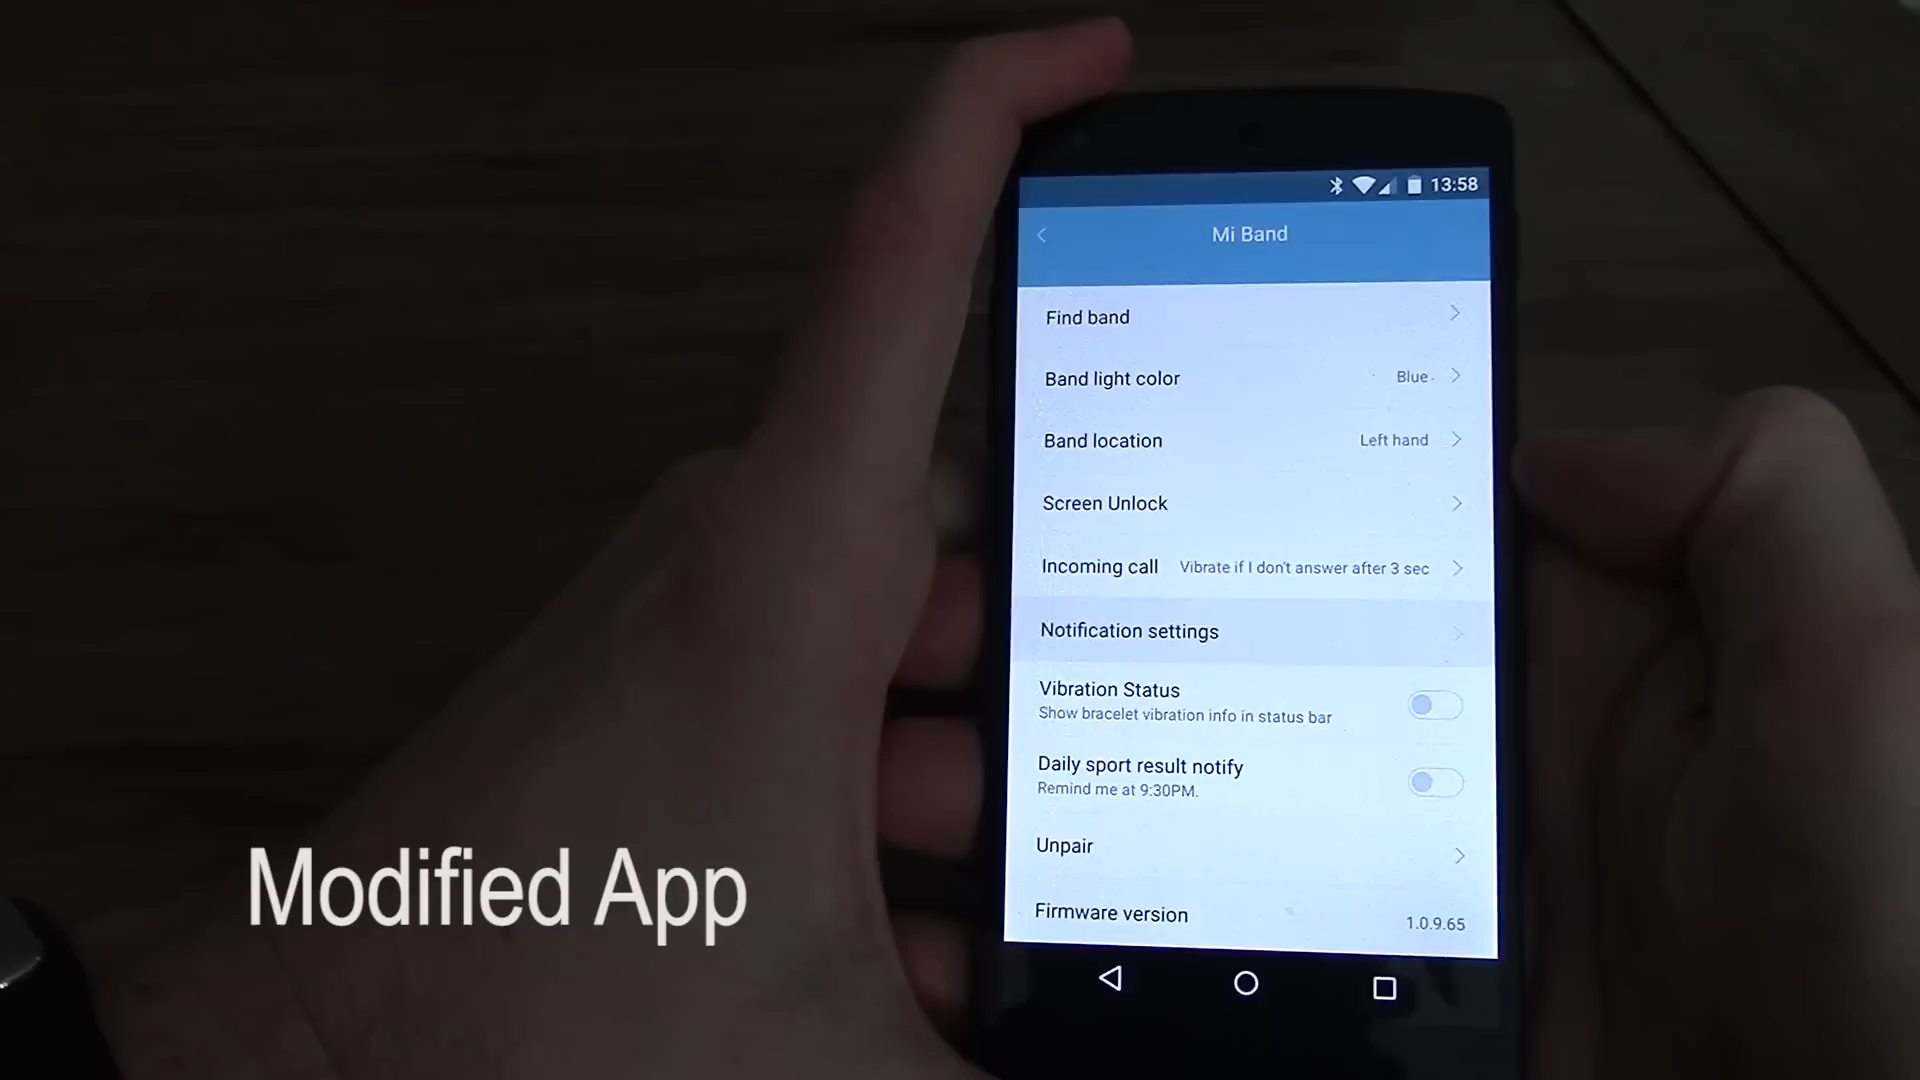 13:58
Mi Band
Find band
Band light color Blue
Band location Left hand
Screen Unlock
Incoming call Vibrate if I don't answer after 3 sec
Notification settings
Vibration Status
Show bracelet vibration info in status bar
Daily sport result notify
Remind me at 9:30PM.
Unpair
Firmware version 1.0.9.65
Modified App